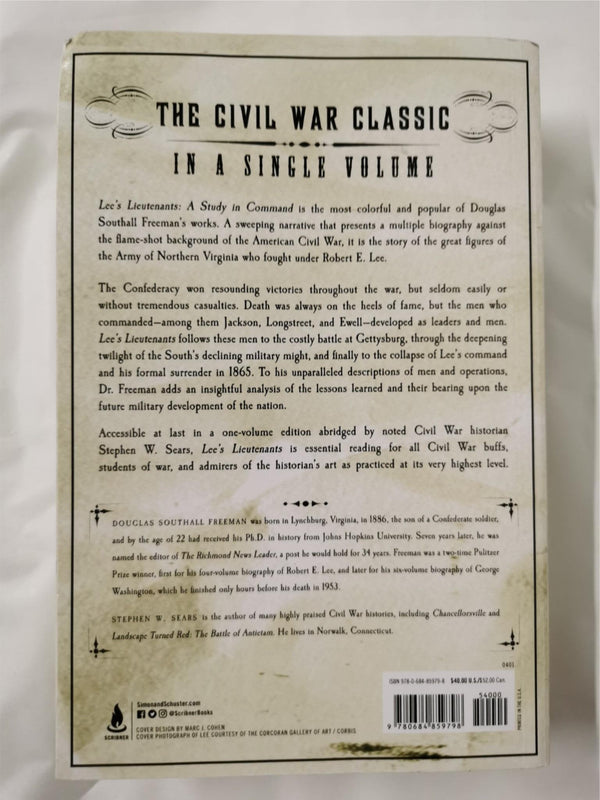 THE CIVIL WAR CLASSIC
IN A SINGLE VOLUME
Lee's Lieutenants: A Study in Command is the most colorful and popular of Douglas
Southall Freeman's works. A sweeping narrative that presents a multiple biography against
the flame-shot background of the American Civil War, it is the story of the great figures of
the Army of Northern Virginia who fought under Robert E. Lee.
The Confederacy won resounding victories throughout the war, but seldom easily or
without tremendous casualties. Death was always on the heels of fame, but the men who
commanded—among them Jackson, Longstreet, and Ewell—developed as leaders and men.
Lee's Lieutenants follows these men to the costly battle at Gettysburg, through the deepening
twilight of the South's declining military might, and finally to the collapse of Lee's command
and his formal surrender in 1865. To his unparalleled descriptions of men and operations,
Dr. Freeman adds an insightful analysis of the lessons learned and their bearing upon the
future military development of the nation.
Accessible at last in a one-volume edition abridged by noted Civil War historian
Stephen W. Sears, Lee's Lieutenants is essential reading for all Civil War buffs,
students of war, and admirers of the historian's art as practiced at its very highest level.
DOUGLAS SOUTHALL FREEMAN was born in Lynchburg, Virginia, in 1886, the son of a Confederate soldier,
and by the age of 22 had received his Ph.D. in history from Johns Hopkins University. Seven years later, he was
named the editor of The Richmond News Leader, a post he would hold for 34 years. Freeman was a two-time Pulitzer
Prize winner, first for his four-volume biography of Robert E. Lee, and later for his six-volume biography of George
Washington, which he finished only hours before his death in 1953.
STEPHEN W. SEARS is the author of many highly praised Civil War histories, including Chancellorsville and
Landscape Turned Red: The Battle of Antietam. He lives in Norwalk, Connecticut.
0401
ISBN 978-0-684-85979-8 $40.00 U.S./$52.00 Can.
54000
9 780684 859798
PRINTED IN THE U.S.A.
SimonandSchuster.com
@ScribnerBooks
SCRIBNER
COVER DESIGN BY MARC J. COHEN
COVER PHOTOGRAPH OF LEE COURTESY OF THE CORCORAN GALLERY OF ART / CORBIS